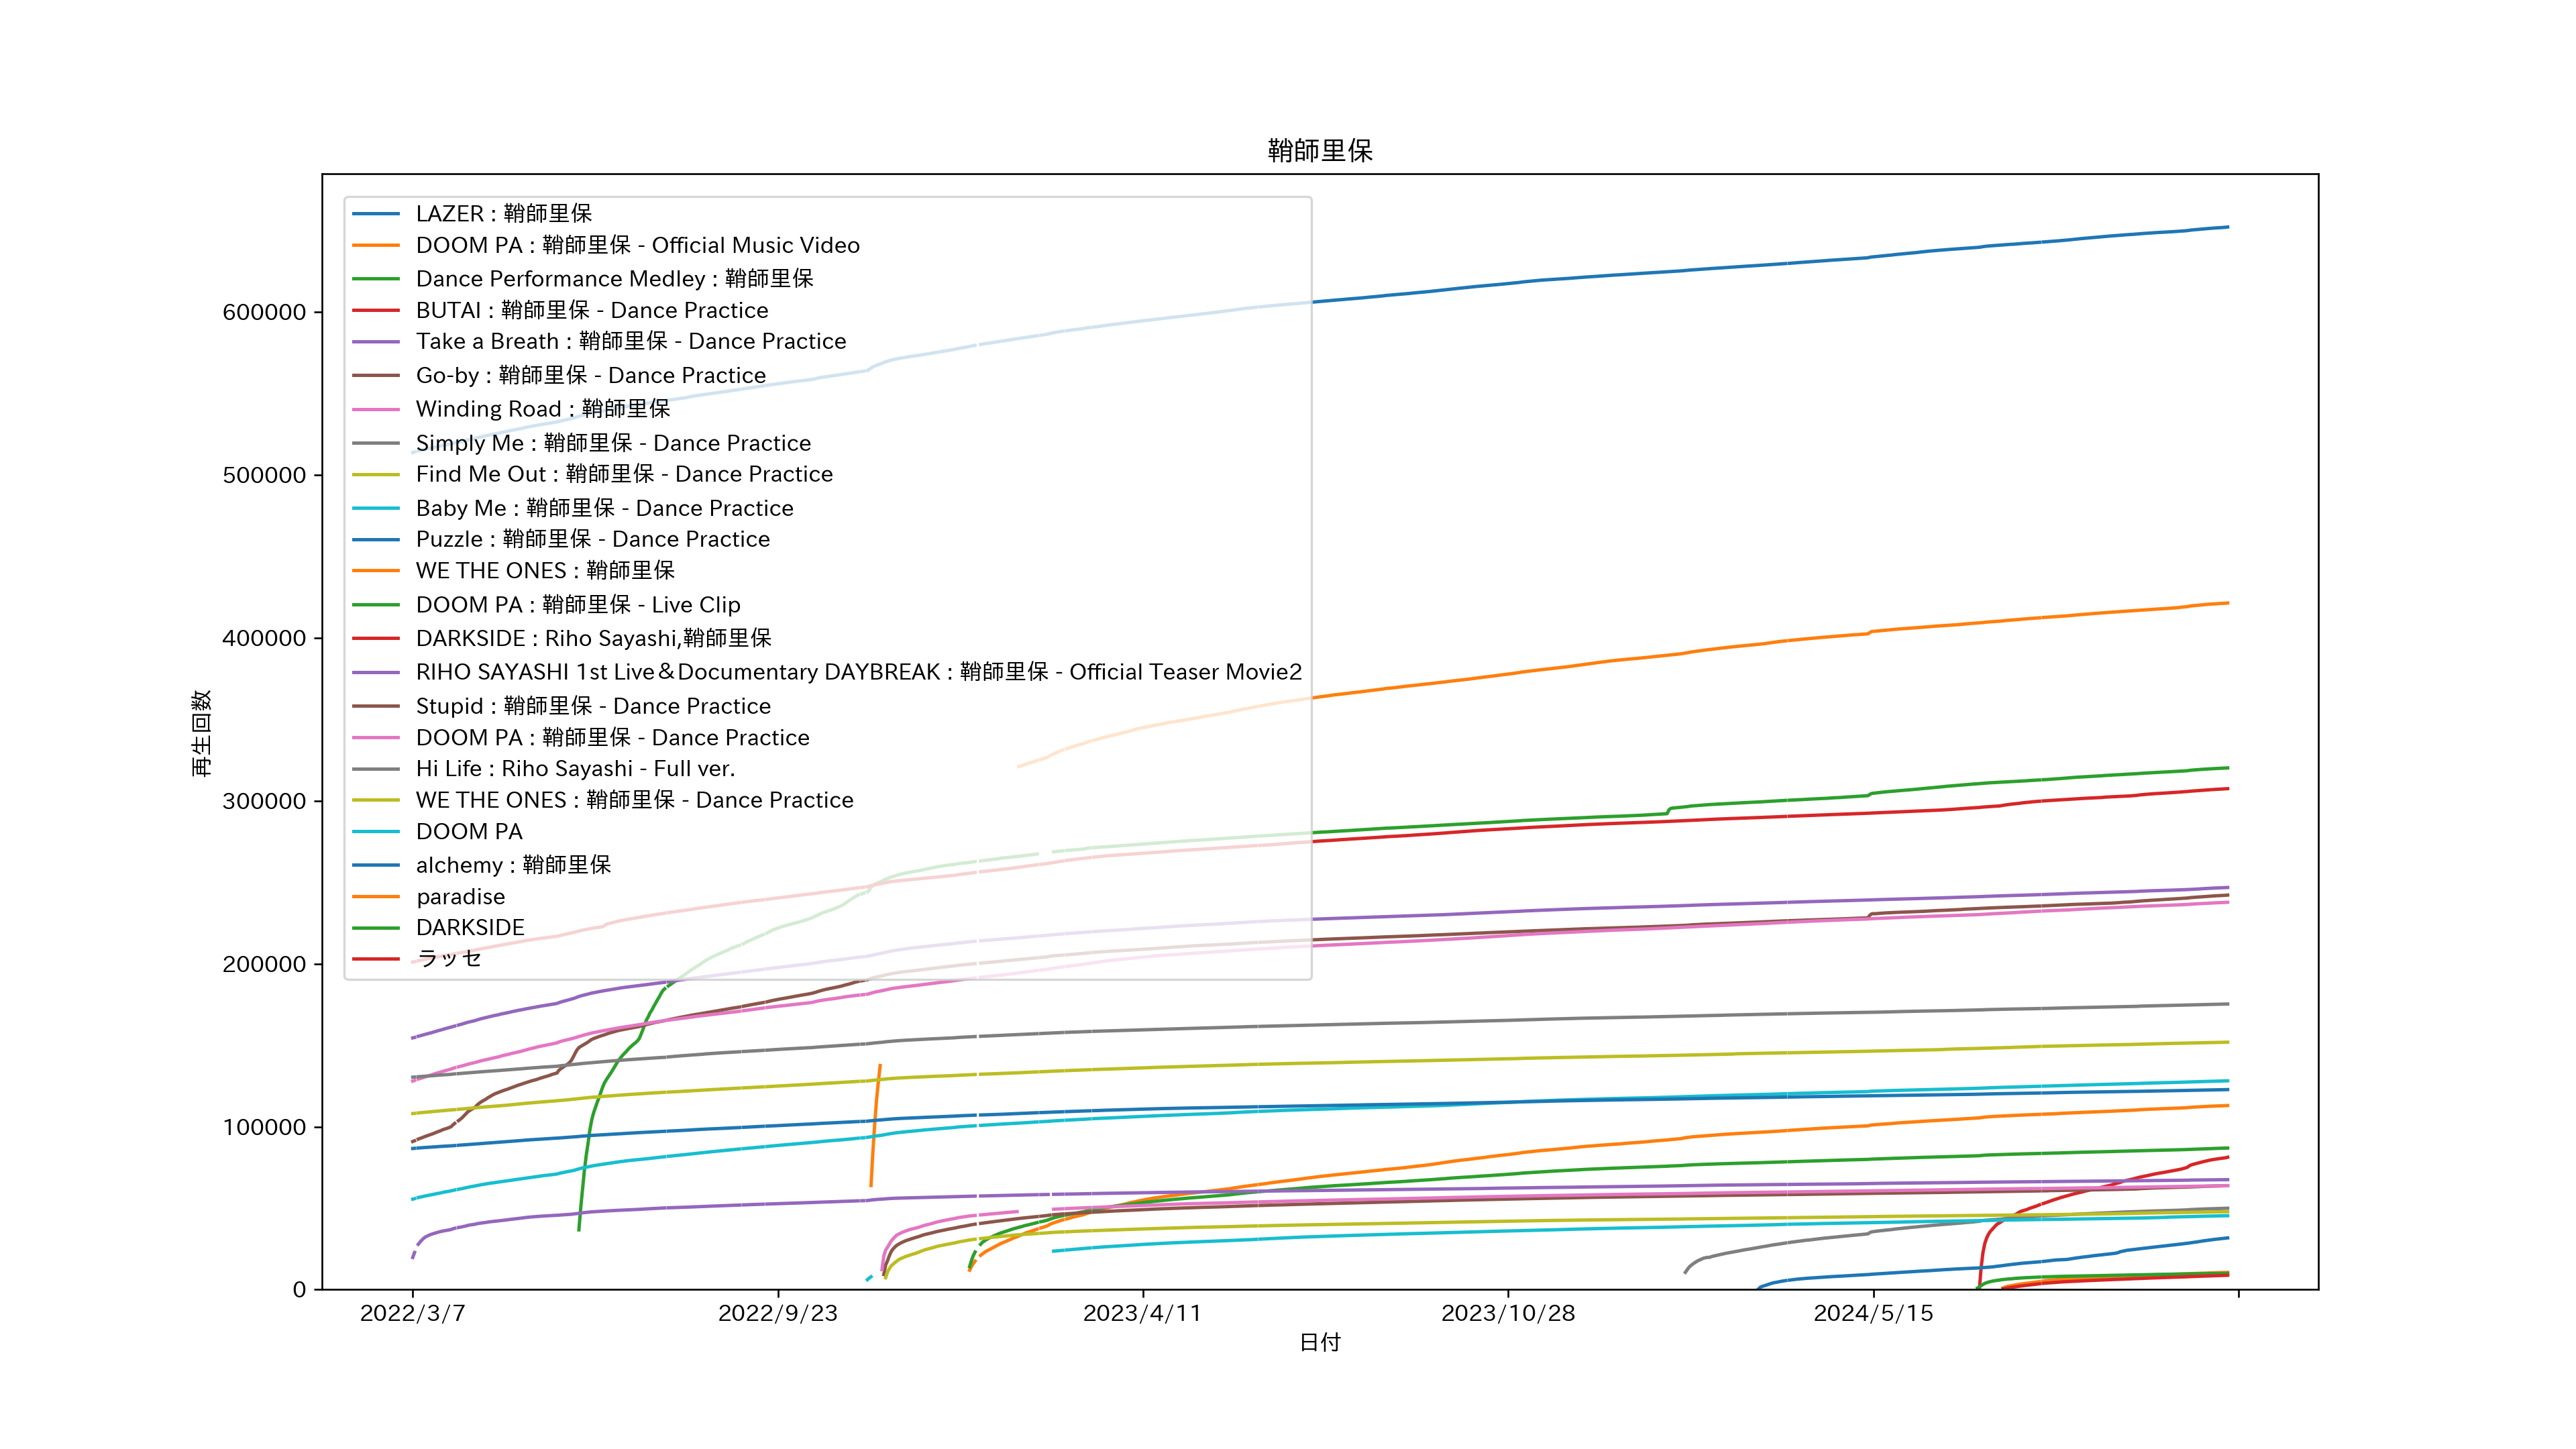 鞘師里保
LAZER : 鞘師里保
DOOM PA : 鞘師里保 - Official Music Video
Dance Performance Medley : 鞘師里保
BUTAI : 鞘師里保 - Dance Practice
Take a Breath : 鞘師里保 - Dance Practice
Go-by : 鞘師里保 - Dance Practice
Winding Road : 鞘師里保
Simply Me : 鞘師里保 - Dance Practice
Find Me Out : 鞘師里保 - Dance Practice
Baby Me : 鞘師里保 - Dance Practice
Puzzle : 鞘師里保 - Dance Practice
WE THE ONES : 鞘師里保
DOOM PA : 鞘師里保 - Live Clip
DARKSIDE : Riho Sayashi,鞘師里保
RIHO SAYASHI 1st Live＆Documentary DAYBREAK : 鞘師里保 - Official Teaser Movie2
Stupid : 鞘師里保 - Dance Practice
DOOM PA : 鞘師里保 - Dance Practice
Hi Life : Riho Sayashi - Full ver.
WE THE ONES : 鞘師里保 - Dance Practice
DOOM PA
alchemy : 鞘師里保
paradise
DARKSIDE
ラッセ
600000
500000
400000
300000
200000
100000
0
再生回数
2022/3/7 2022/9/23 2023/4/11 2023/10/28 2024/5/15
日付